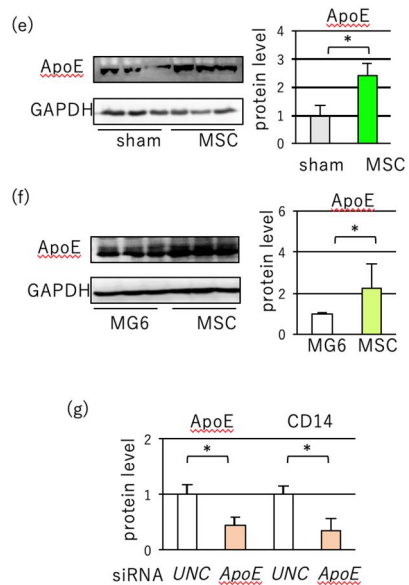 (e)
ApoE
GAPDH
sham MSC
ApoE
protein level
4
3
2
1
0
*
sham MSC
(f)
ApoE
GAPDH
MG6 MSC
ApoE
protein level
6
4
2
0
*
MG6 MSC
(g)
ApoE CD14
protein level
2
1
0
* *
siRNA UNC ApoE UNC ApoE